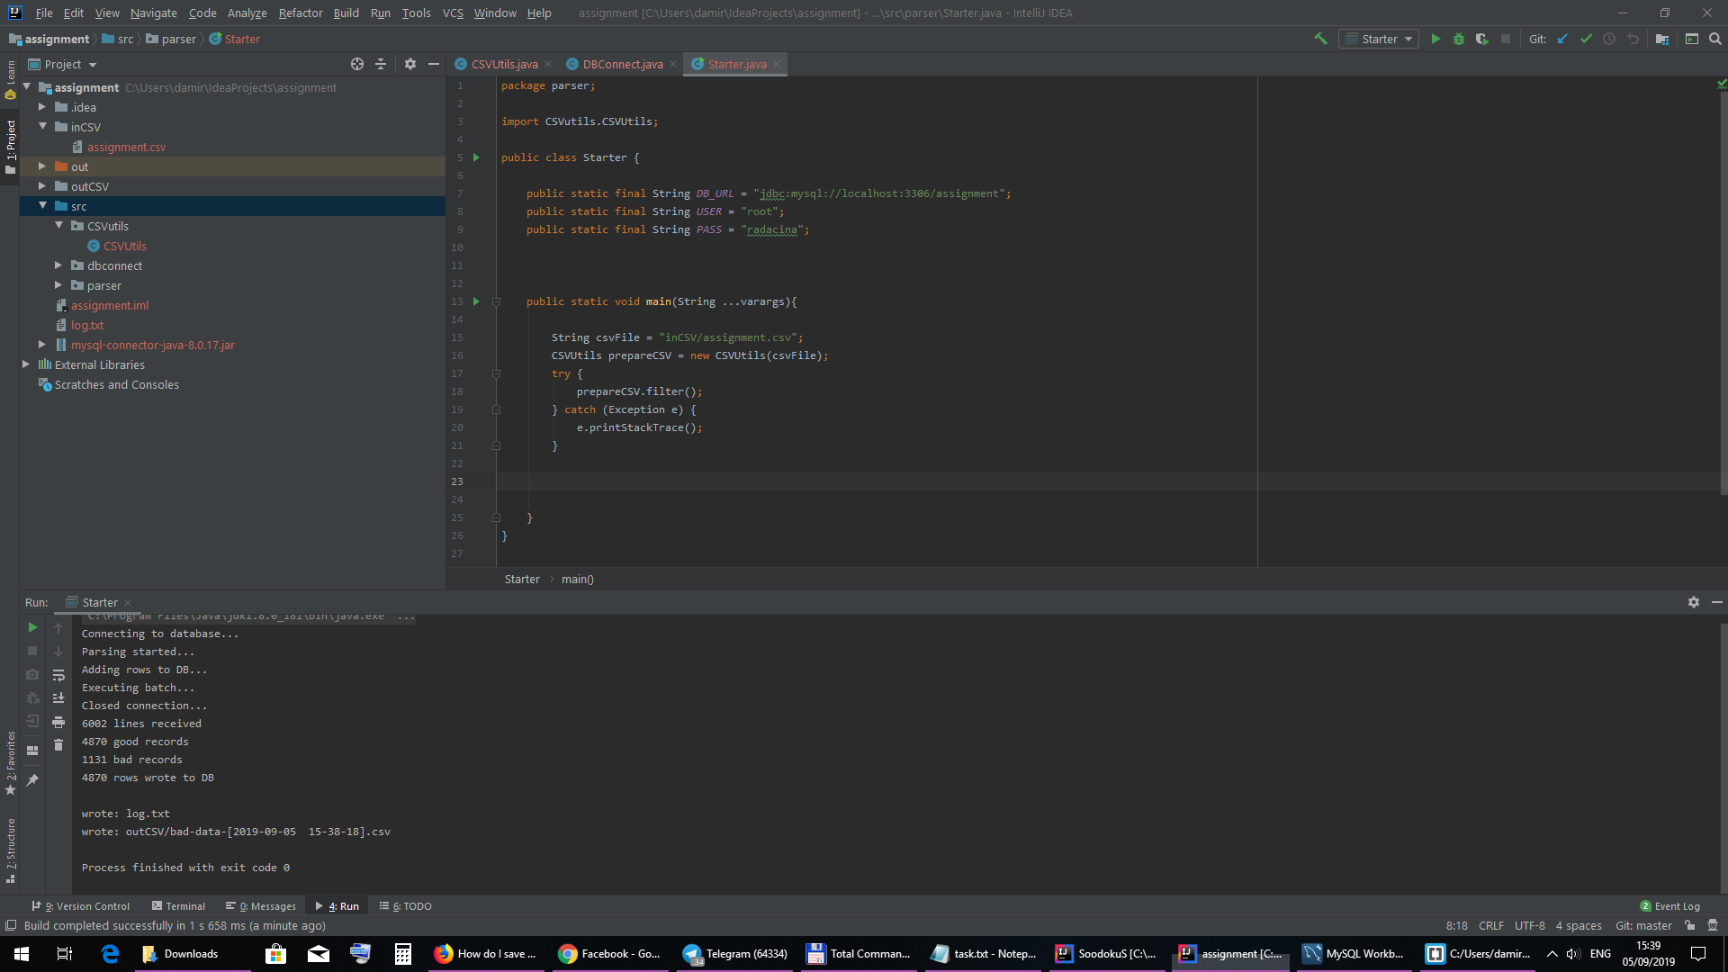 File Edit View Navigate Code Analyze Refactor Build Run Tools VCS Window Help assignment [C:\Users\damir\IdeaProjects\assignment] - ...\src\parser\Starter.java - IntelliJ IDEA
assignment src parser Starter
Starter Git:
Learn
1: Project
2: Favorites
7: Structure
Project
assignment C:\Users\damir\IdeaProjects\assignment
.idea
inCSV
assignment.csv
out
outCSV
src
CSVutils
CSVUtils
dbconnect
parser
assignment.iml
log.txt
mysql-connector-java-8.0.17.jar
External Libraries
Scratches and Consoles
CSVUtils.java DBConnect.java Starter.java
1 package parser;
2
3 import CSVutils.CSVUtils;
4
5 public class Starter {
6
7 public static final String DB_URL = "jdbc:mysql://localhost:3306/assignment";
8 public static final String USER = "root";
9 public static final String PASS = "radacina";
10
11
12
13 public static void main(String ...varargs){
14
15 String csvFile = "inCSV/assignment.csv";
16 CSVUtils prepareCSV = new CSVUtils(csvFile);
17 try {
18 prepareCSV.filter();
19 } catch (Exception e) {
20 e.printStackTrace();
21 }
22
23
24
25 }
26 }
27
Starter main()
Run: Starter
"C:\Program Files\Java\jdk1.8.0_181\bin\java.exe" ...
Connecting to database...
Parsing started...
Adding rows to DB...
Executing batch...
Closed connection...
6002 lines received
4870 good records
1131 bad records
4870 rows wrote to DB
wrote: log.txt
wrote: outCSV/bad-data-[2019-09-05  15-38-18].csv
Process finished with exit code 0
9: Version Control Terminal 0: Messages 4: Run 6: TODO 2 Event Log
Build completed successfully in 1 s 658 ms (a minute ago) 8:18 CRLF UTF-8 4 spaces Git: master
Downloads How do I save ... Facebook - Go... Telegram (64334) Total Comman... task.txt - Notep... SoodokuS [C:\... assignment [C:... MySQL Workb... C:/Users/damir... ENG 15:39
05/09/2019